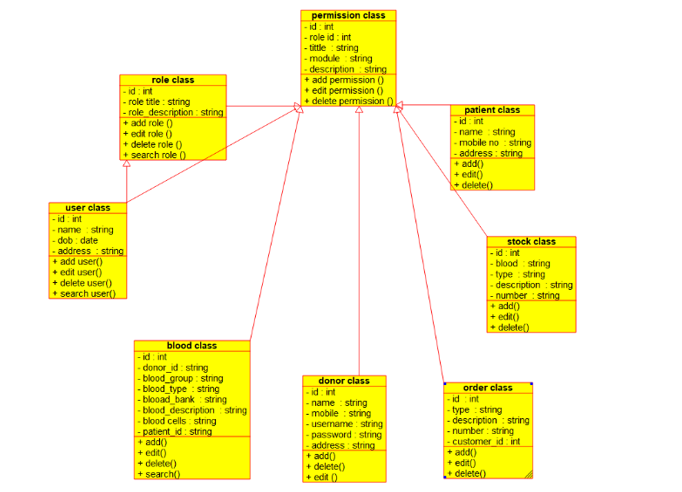 permission class
- id : int
- role id : int
- tittle : string
- module : string
- description : string
+ add permission ()
+ edit permission ()
+ delete permission ()
role class
- id : int
- role title : string
- role_description : string
+ add role ()
+ edit role ()
+ delete role ()
+ search role ()
patient class
- id : int
- name : string
- mobile no : string
- address : string
+ add()
+ edit()
+ delete()
user class
- id : int
- name : string
- dob : date
- address : string
+ add user()
+ edit user()
+ delete user()
+ search user()
stock class
- id : int
- blood : string
- type : string
- description : string
- number : string
+ add()
+ edit()
+ delete()
blood class
- id : int
- donor_id : string
- blood_group : string
- blood_type : string
- bloaad_bank : string
- blood_description : string
- blood cells : string
- patient_id : string
+ add()
+ edit()
+ delete()
+ search()
donor class
- id : int
- name : string
- mobile : string
- username : string
- password : string
- address : string
+ add()
+ delete()
+ edit ()
order class
- id : int
- type : string
- description : string
- number : string
- customer_id : int
+ add()
+ edit()
+ delete()